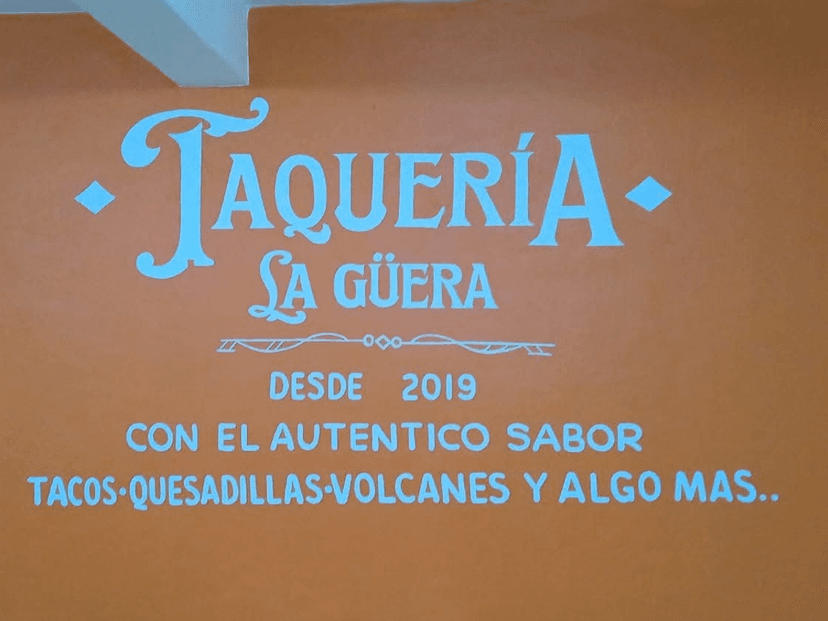 TAQUERÍA
LA GÜERA
DESDE 2019
CON EL AUTENTICO SABOR
TACOS·QUESADILLAS·VOLCANES Y ALGO MAS..